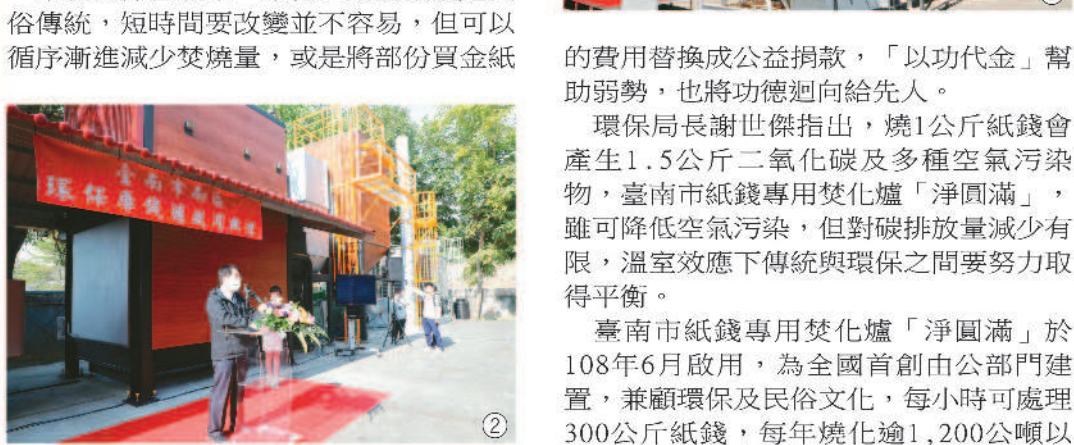 俗傳統，短時間要改變並不容易，但可以
循序漸進減少焚燒量，或是將部份買金紙
臺南市南區
環保庫錢爐啟用典禮
②
的費用替換成公益捐款，「以功代金」幫
助弱勢，也將功德迴向給先人。
環保局長謝世傑指出，燒1公斤紙錢會
產生1.5公斤二氧化碳及多種空氣污染
物，臺南市紙錢專用焚化爐「淨圓滿」，
雖可降低空氣污染，但對碳排放量減少有
限，溫室效應下傳統與環保之間要努力取
得平衡。
臺南市紙錢專用焚化爐「淨圓滿」於
108年6月啟用，為全國首創由公部門建
置，兼顧環保及民俗文化，每小時可處理
300公斤紙錢，每年燒化逾1,200公噸以